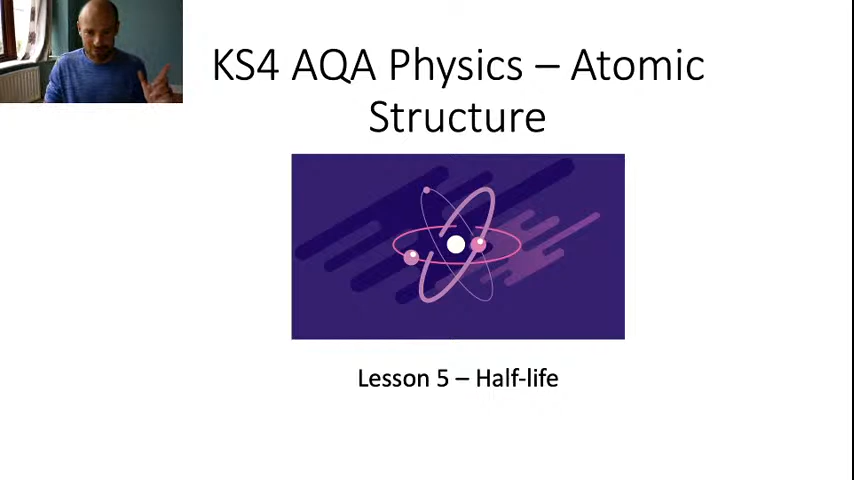 KS4 AQA Physics – Atomic
Structure
Lesson 5 – Half-life